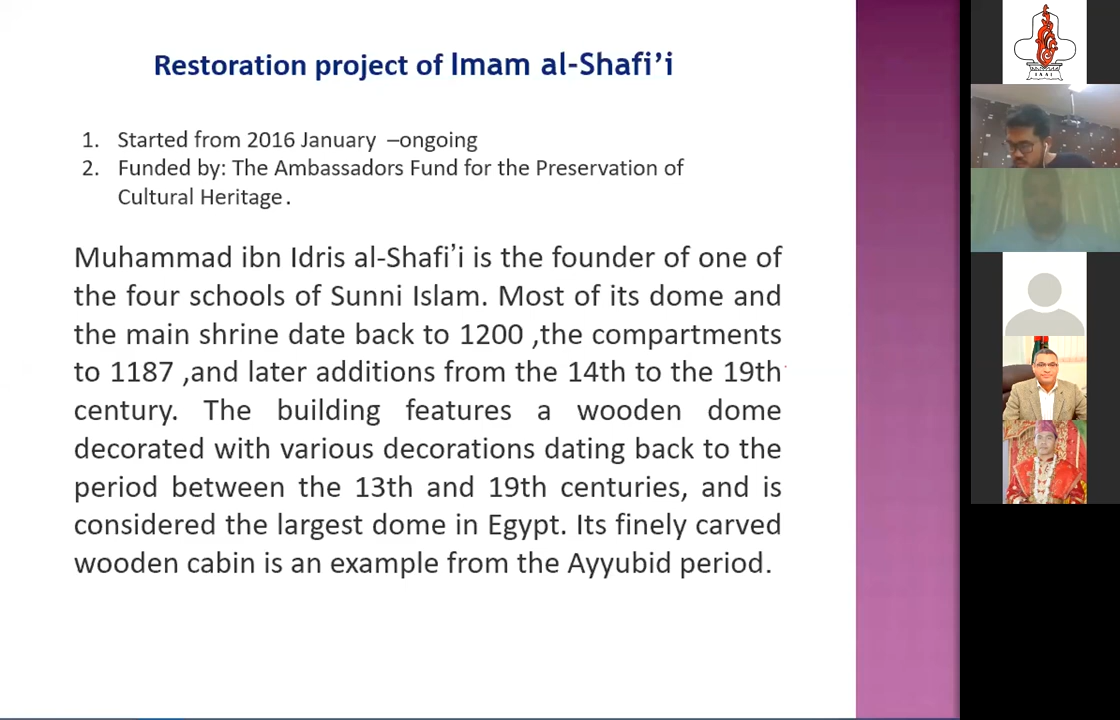 Restoration project of Imam al-Shafi’i
1. Started from 2016 January –ongoing
2. Funded by: The Ambassadors Fund for the Preservation of
Cultural Heritage.
Muhammad ibn Idris al-Shafi’i is the founder of one of
the four schools of Sunni Islam. Most of its dome and
the main shrine date back to 1200 ,the compartments
to 1187 ,and later additions from the 14th to the 19th
century. The building features a wooden dome
decorated with various decorations dating back to the
period between the 13th and 19th centuries, and is
considered the largest dome in Egypt. Its finely carved
wooden cabin is an example from the Ayyubid period.
I A A I